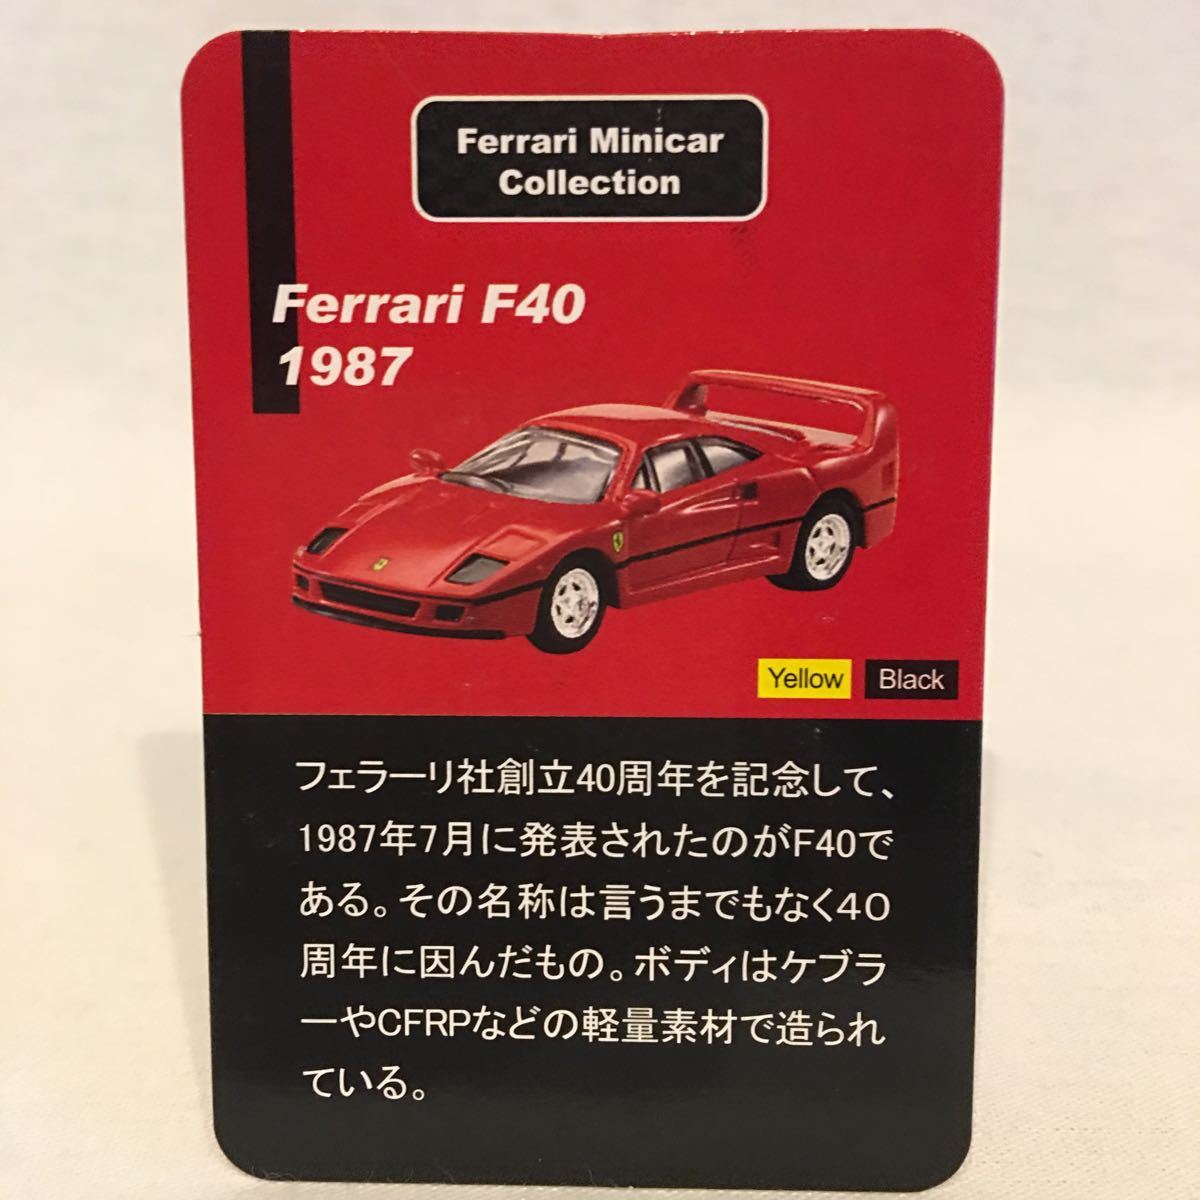 Ferrari Minicar
Collection
Ferrari F40
1987
Yellow Black
フェラーリ社創立40周年を記念して、
1987年7月に発表されたのがF40で
ある。その名称は言うまでもなく40
周年に因んだもの。ボディはケブラ
ーやCFRPなどの軽量素材で造られ
ている。